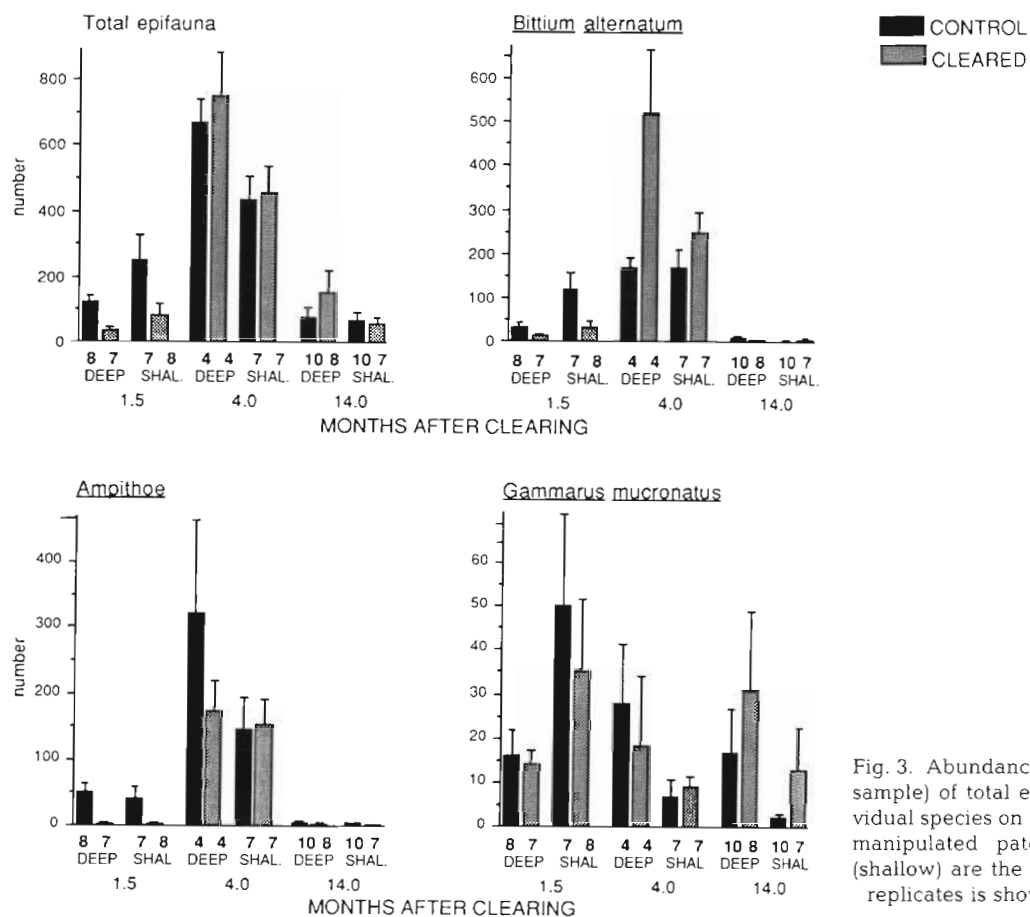 Total epifauna
Bittium alternatum
CONTROL
CLEARED
number
800
600
400
200
0
600
500
400
300
200
100
0
8 7 7 8 4 4 7 7 10 8 10 7
DEEP SHAL. DEEP SHAL. DEEP SHAL.
1.5 4.0 14.0
8 7 7 8 4 4 7 7 10 8 10 7
DEEP SHAL. DEEP SHAL. DEEP SHAL.
1.5 4.0 14.0
MONTHS AFTER CLEARING
Ampithoe
Gammarus mucronatus
number
400
300
200
100
0
60
50
40
30
20
10
0
8 7 7 8 4 4 7 7 10 8 10 7
DEEP SHAL. DEEP SHAL. DEEP SHAL.
1.5 4.0 14.0
8 7 7 8 4 4 7 7 10 8 10 7
DEEP SHAL. DEEP SHAL. DEEP SHAL.
1.5 4.0 14.0
MONTHS AFTER CLEARING
Fig. 3. Abundanc
sample) of total e
vidual species on
manipulated pate
(shallow) are the
replicates is show